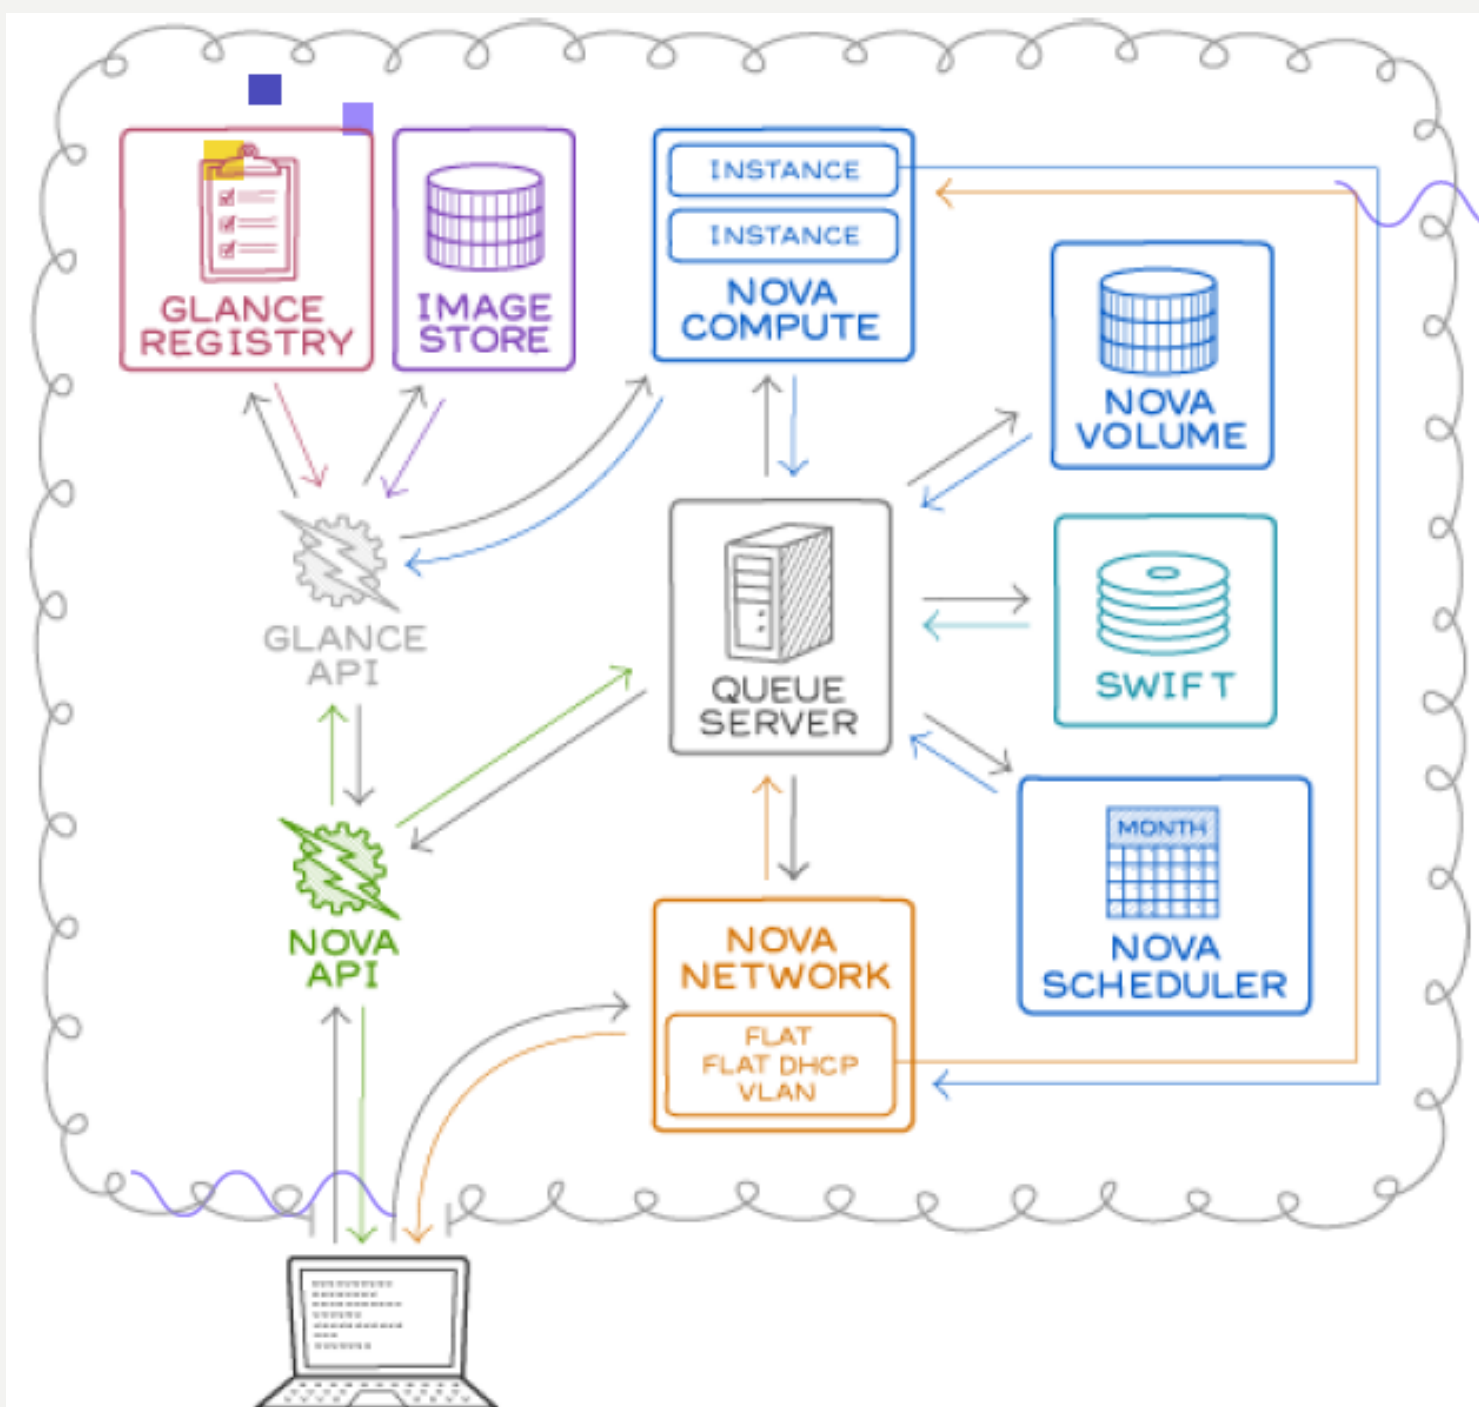 GLANCE
REGISTRY
IMAGE
STORE
INSTANCE
INSTANCE
NOVA
COMPUTE
NOVA
VOLUME
GLANCE
API
QUEUE
SERVER
SWIFT
NOVA
API
NOVA
NETWORK
FLAT
FLAT DHCP
VLAN
MONTH
NOVA
SCHEDULER